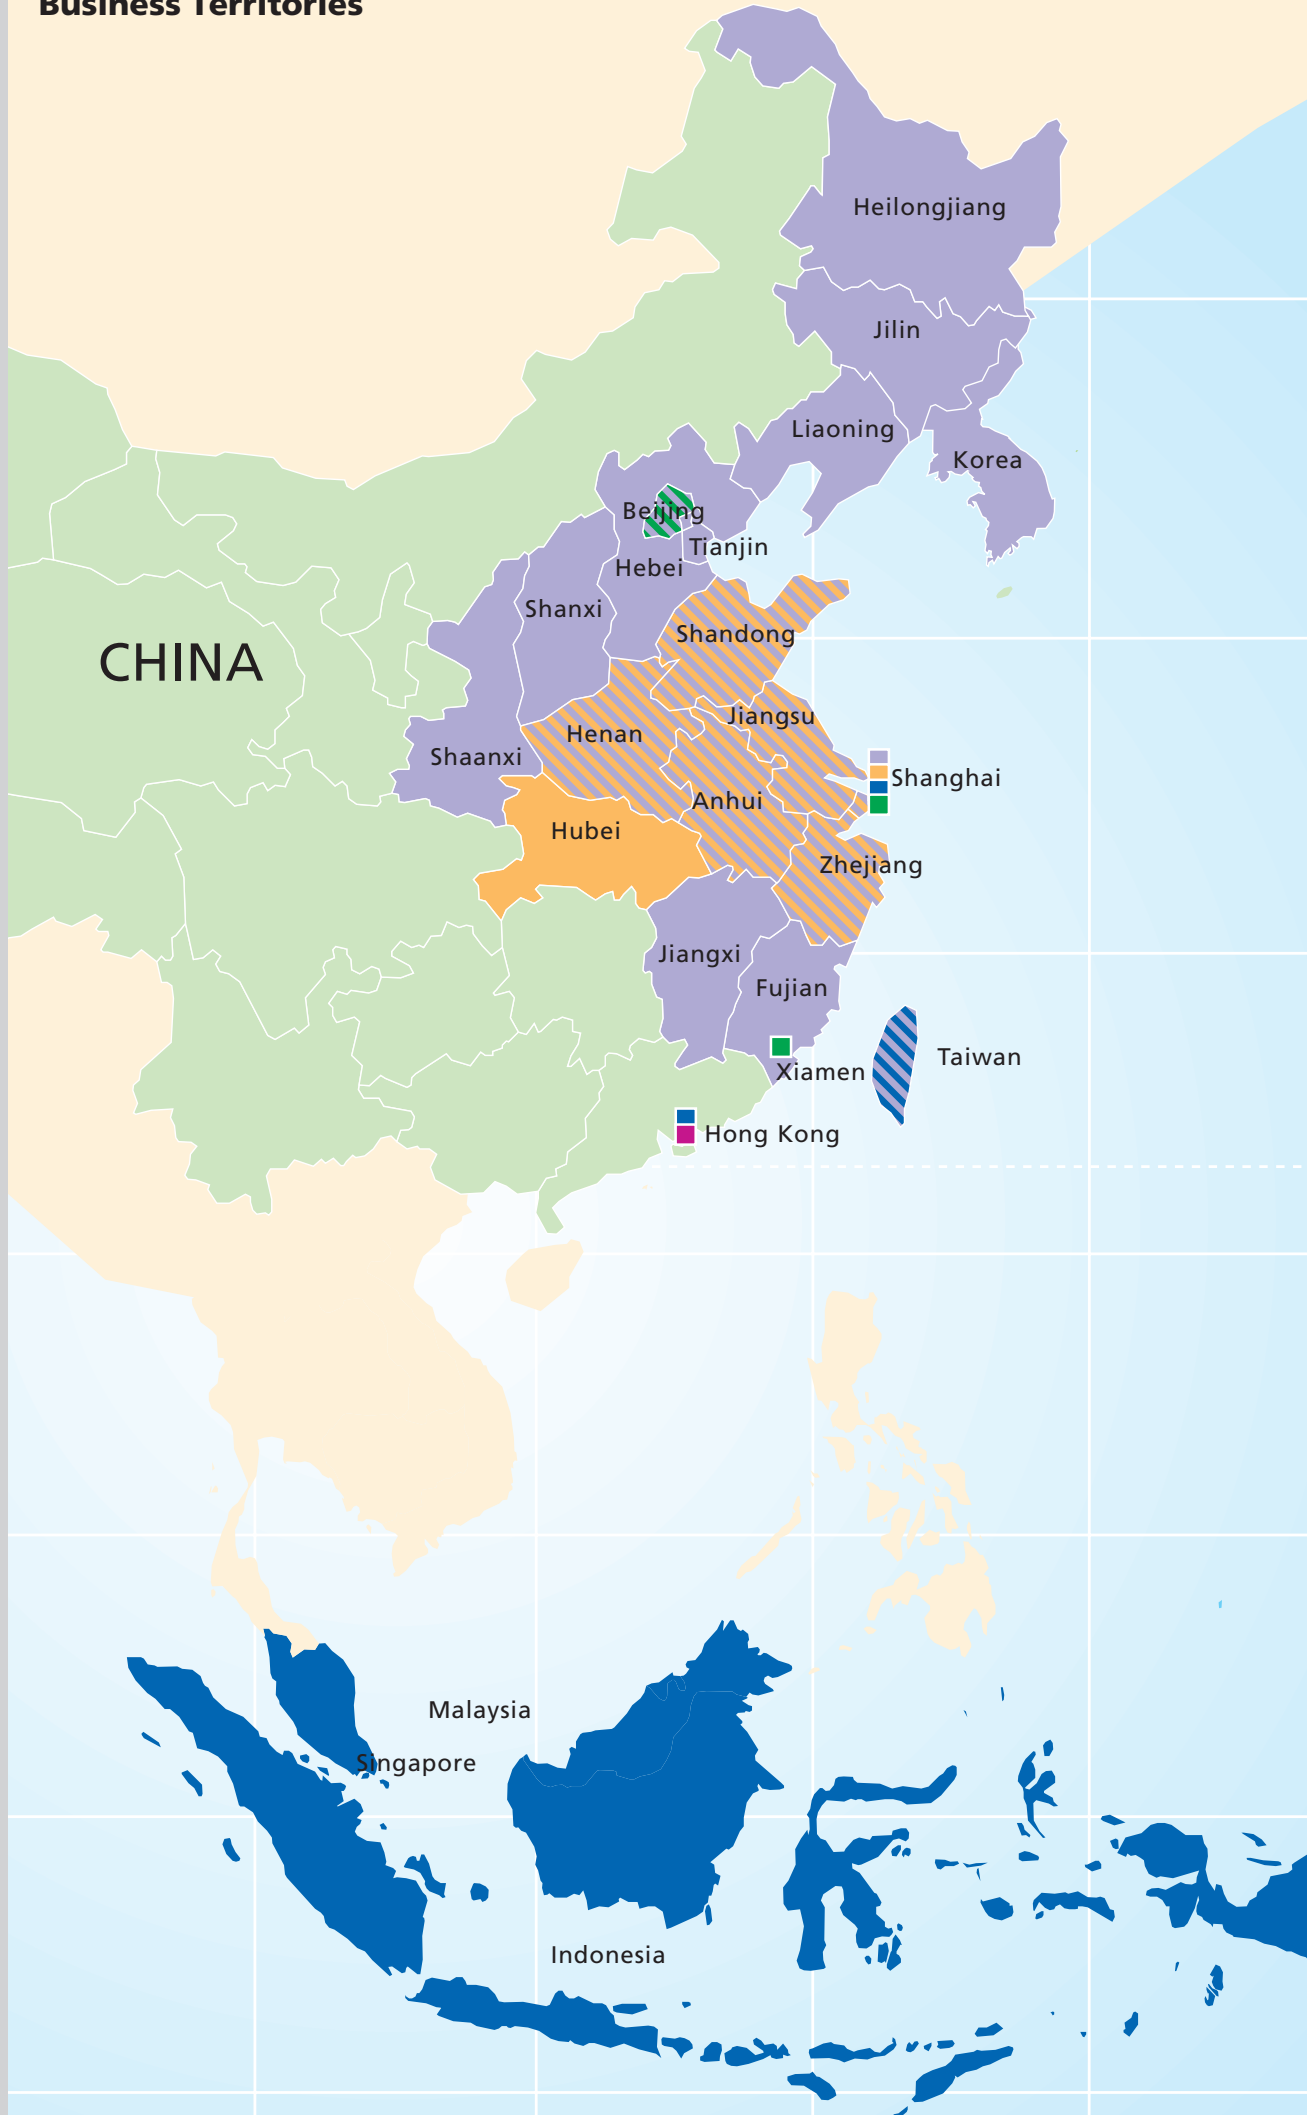 Business Territories
Heilongjiang
Jilin
Liaoning
Korea
Beijing
Tianjin
Hebei
Shanxi
Shandong
CHINA
Jiangsu
Henan
Shaanxi
Shanghai
Anhui
Hubei
Zhejiang
Jiangxi
Fujian
Taiwan
Xiamen
Hong Kong
Malaysia
Singapore
Indonesia